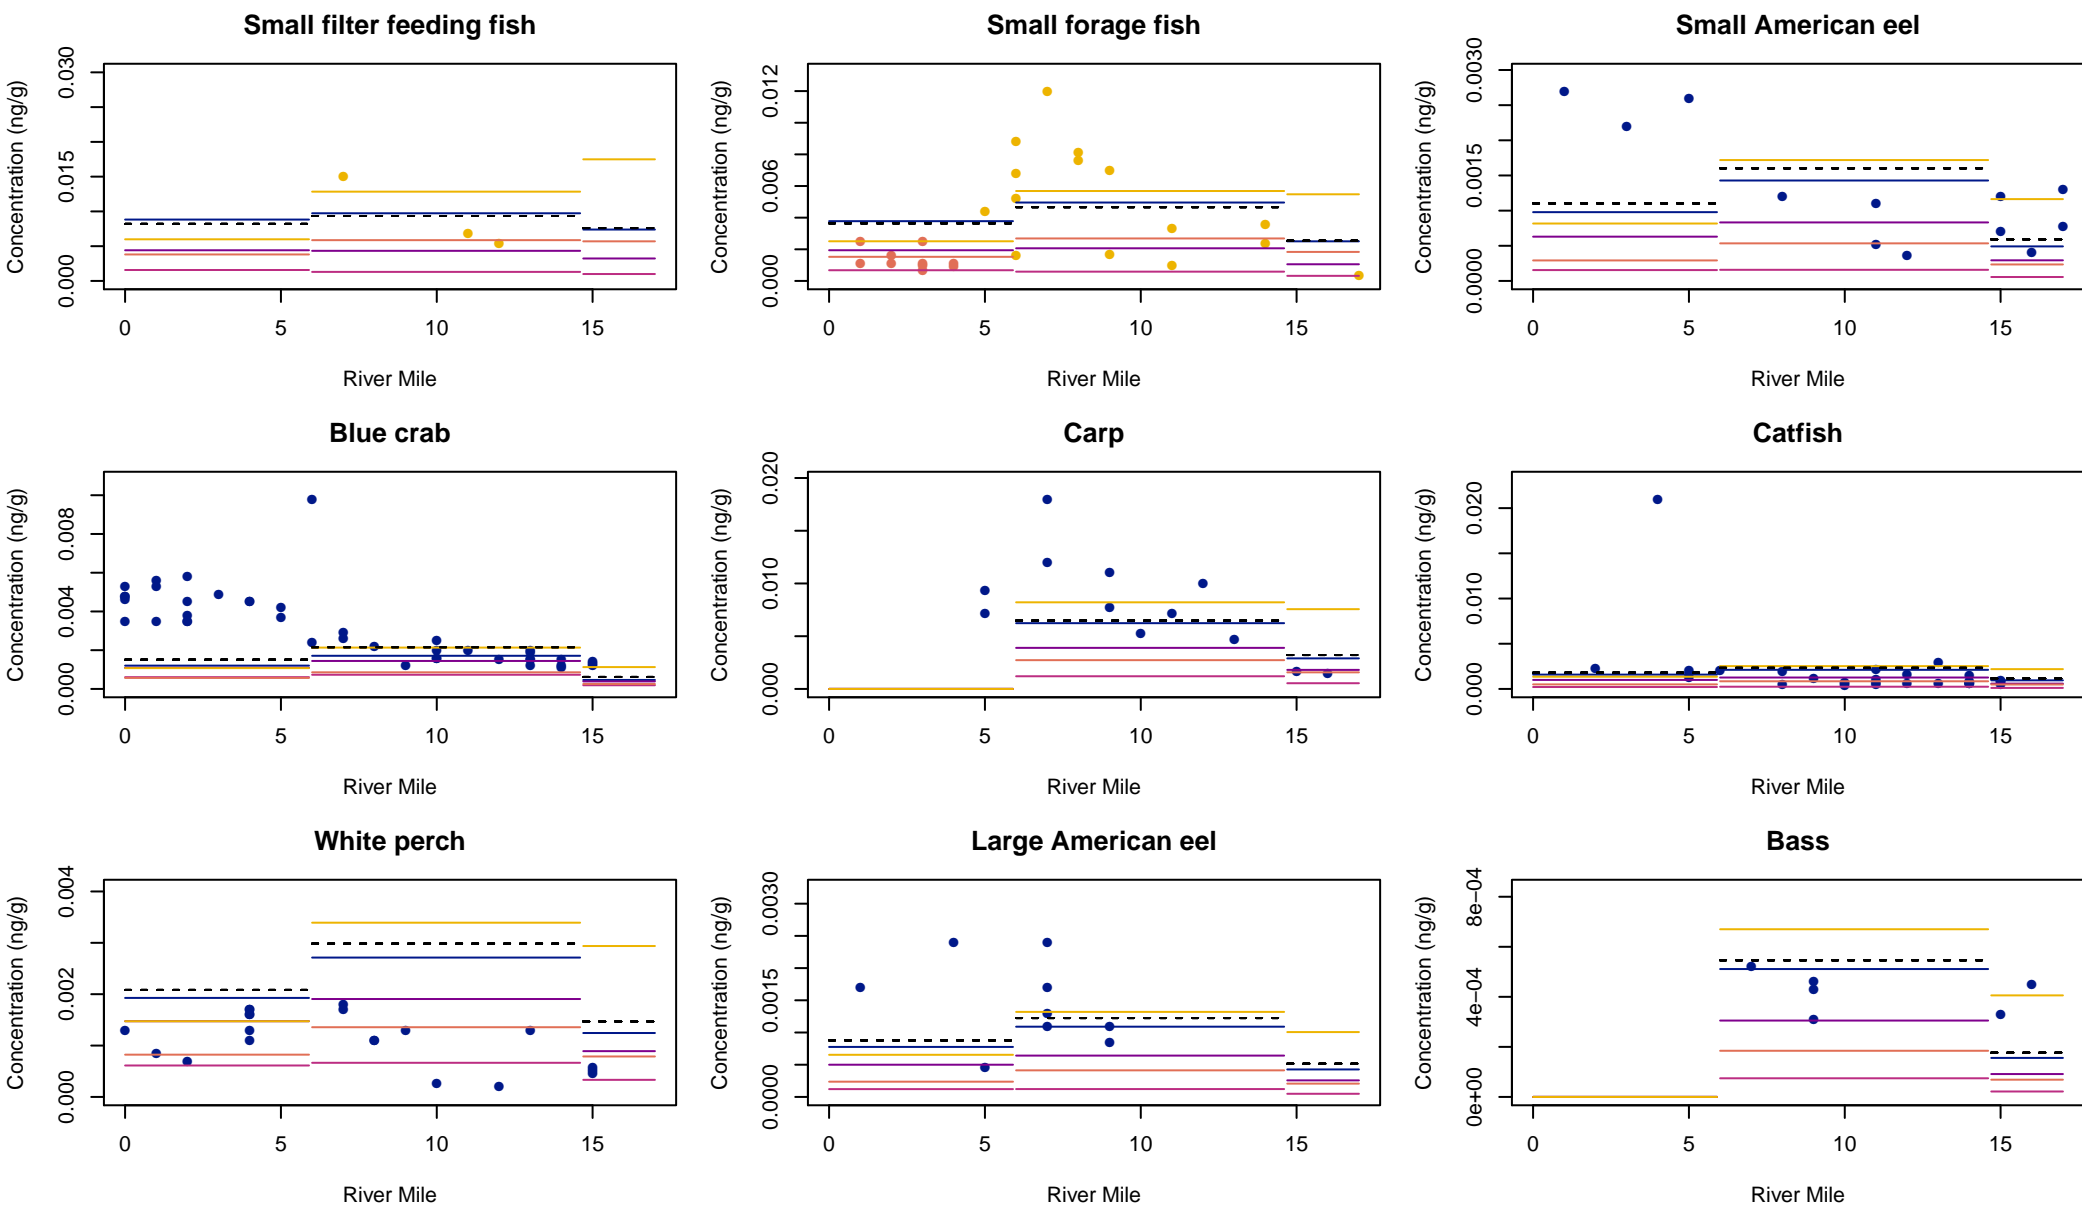 Small filter feeding fish
Concentration (ng/g)
0.000 0.015 0.030
0 5 10 15
River Mile
Small forage fish
Concentration (ng/g)
0.000 0.006 0.012
0 5 10 15
River Mile
Small American eel
Concentration (ng/g)
0.0000 0.0015 0.0030
0 5 10 15
River Mile
Blue crab
Concentration (ng/g)
0.000 0.004 0.008
0 5 10 15
River Mile
Carp
Concentration (ng/g)
0.000 0.010 0.020
0 5 10 15
River Mile
Catfish
Concentration (ng/g)
0.000 0.010 0.020
0 5 10 15
River Mile
White perch
Concentration (ng/g)
0.000 0.002 0.004
0 5 10 15
River Mile
Large American eel
Concentration (ng/g)
0.0000 0.0015 0.0030
0 5 10 15
River Mile
Bass
Concentration (ng/g)
0e+00 4e−04 8e−04
0 5 10 15
River Mile